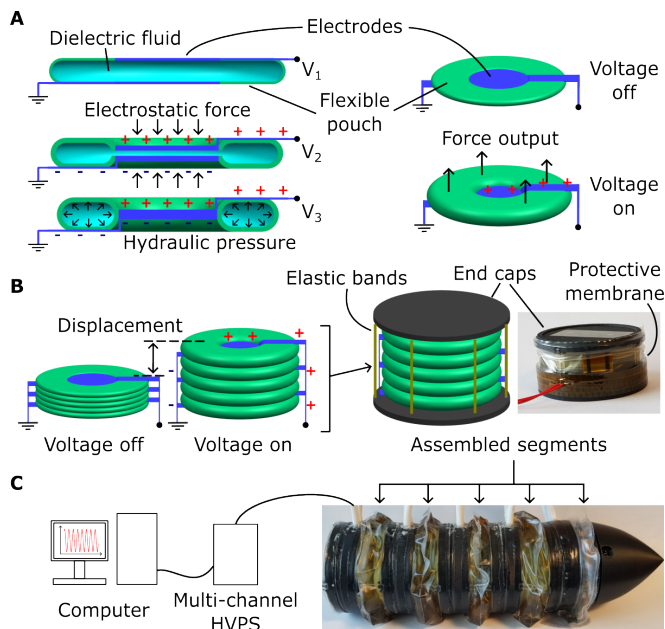 A
Dielectric fluid
Electrodes
V1
Voltage
off
Electrostatic force
Flexible
pouch
+ + + + + + + +
V2
- - - - - - -
Force output
+ + + +
Voltage
on
+ + + + + + + +
V3
- - - - - - -
Hydraulic pressure
B
Displacement
Elastic bands
End caps
Protective
membrane
+ + +
- +
- +
Voltage off
Voltage on
Assembled segments
C
Computer
Multi-channel
HVPS